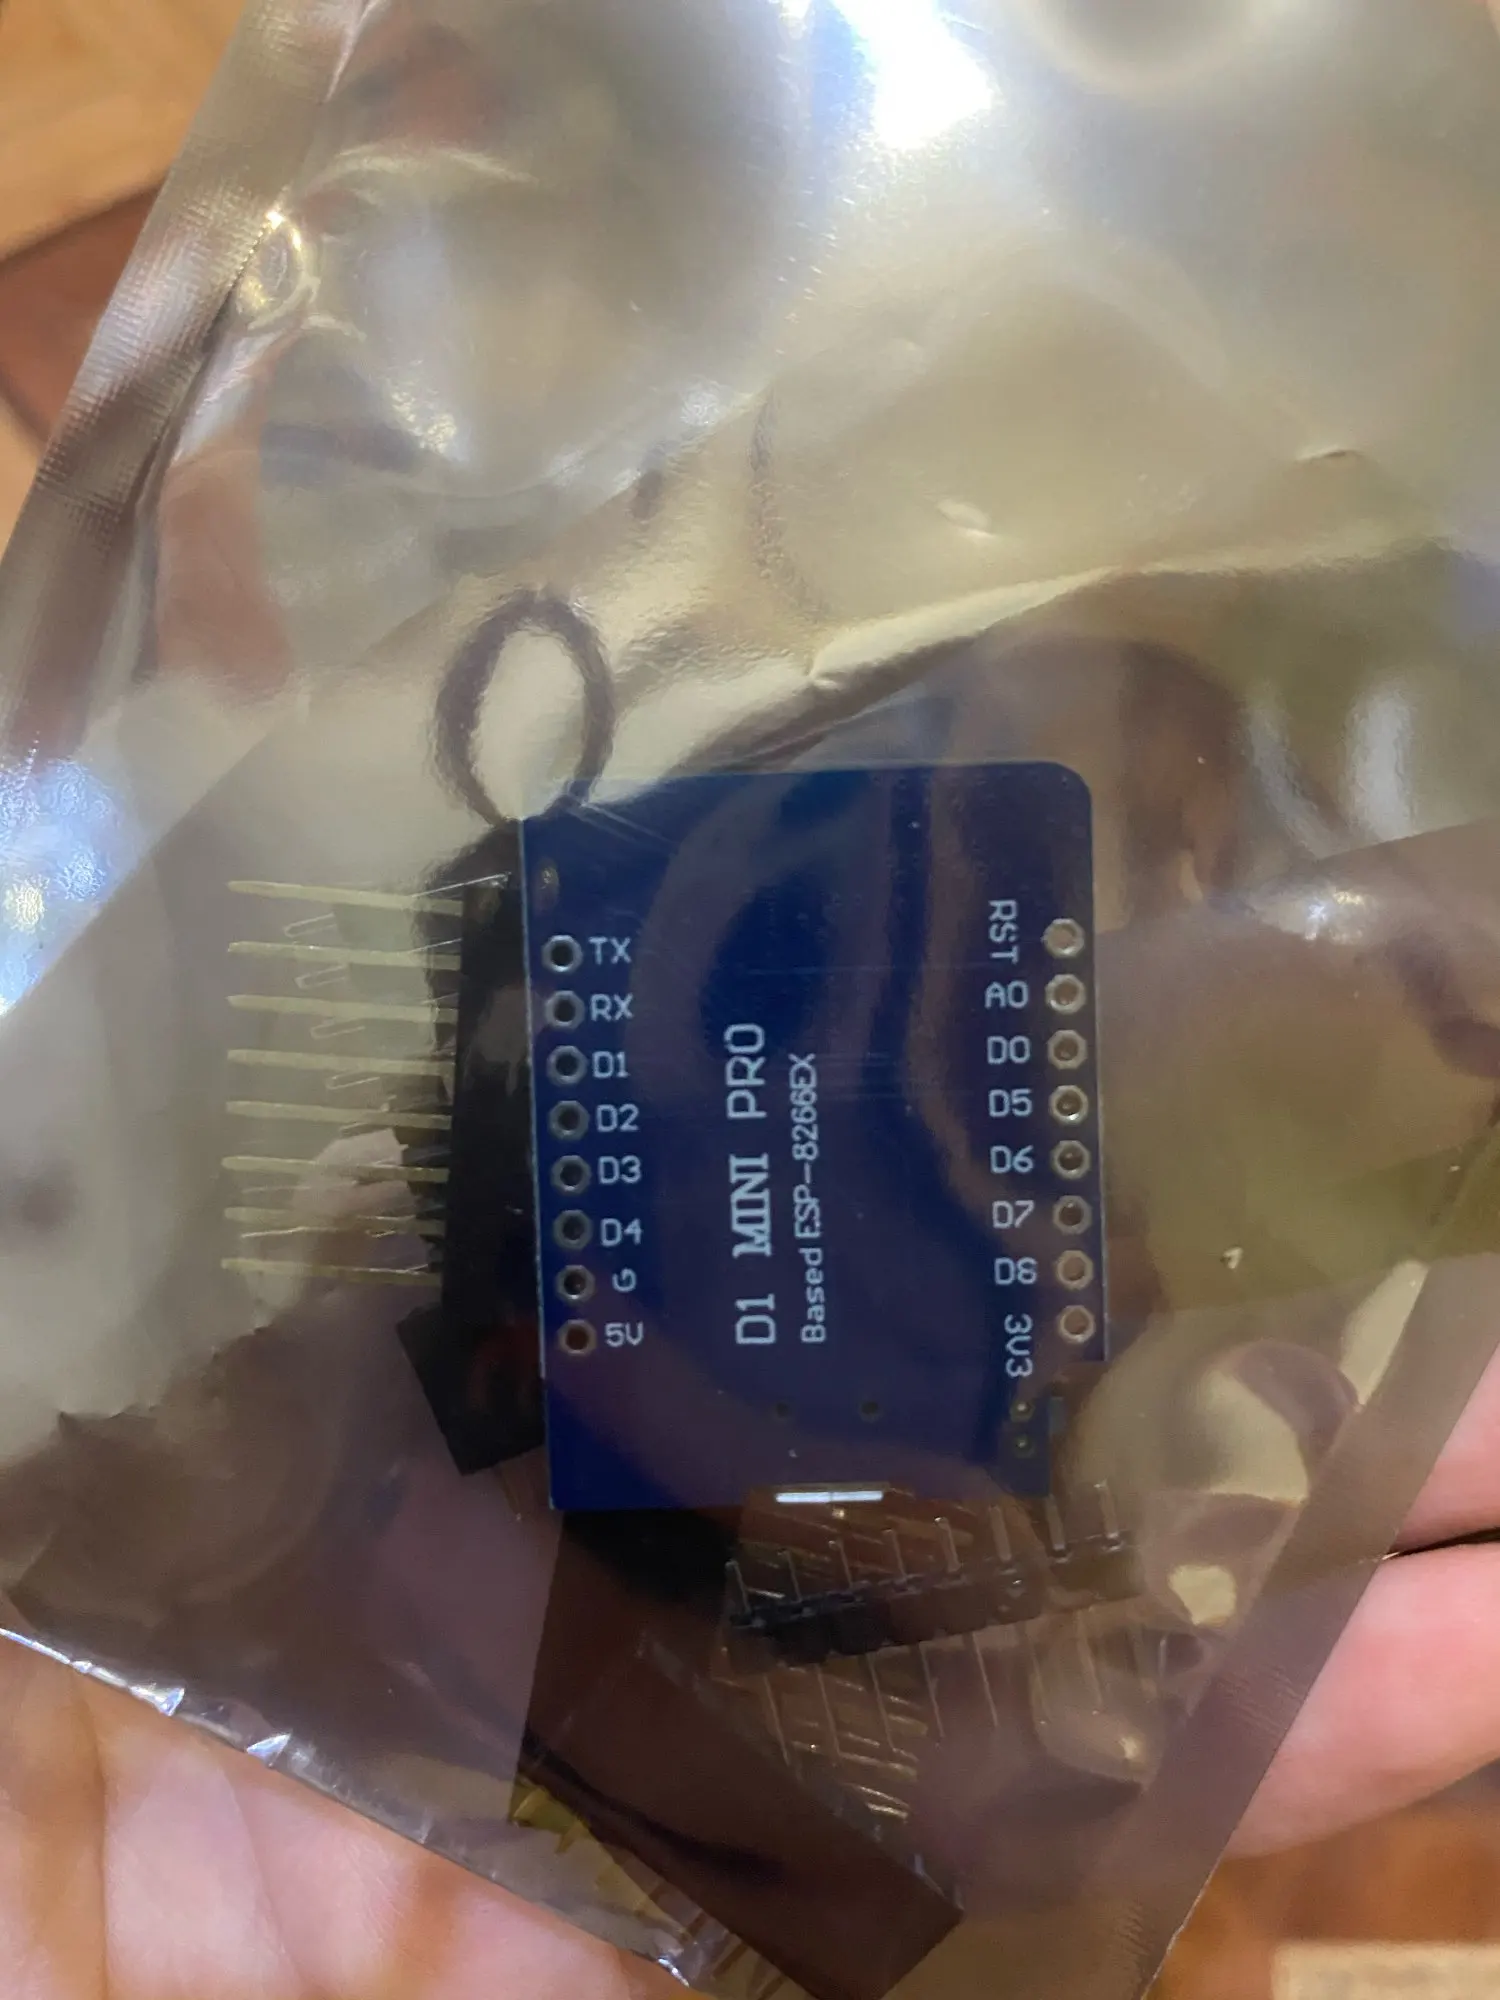 TX
RX
D1
D2
D3
D4
G
5V
D1 MINI PRO
Based ESP-8266EX
RST
A0
D0
D5
D6
D7
D8
3V3